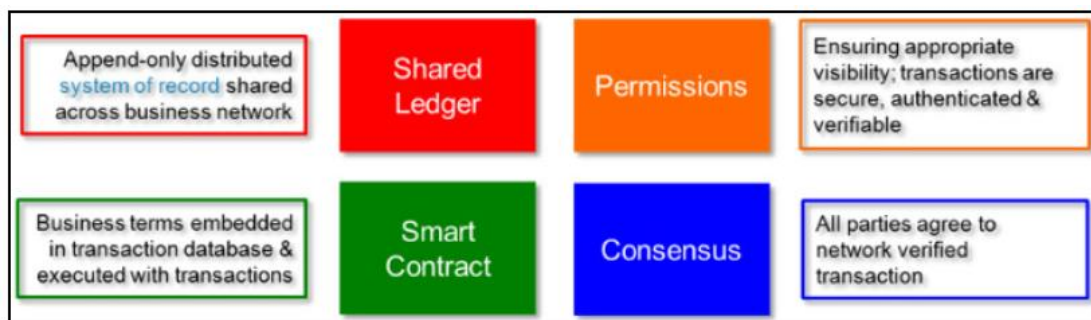 Append-only distributed
system of record shared
across business network
Shared
Ledger
Permissions
Ensuring appropriate
visibility; transactions are
secure, authenticated &
verifiable
Business terms embedded
in transaction database &
executed with transactions
Smart
Contract
Consensus
All parties agree to
network verified
transaction